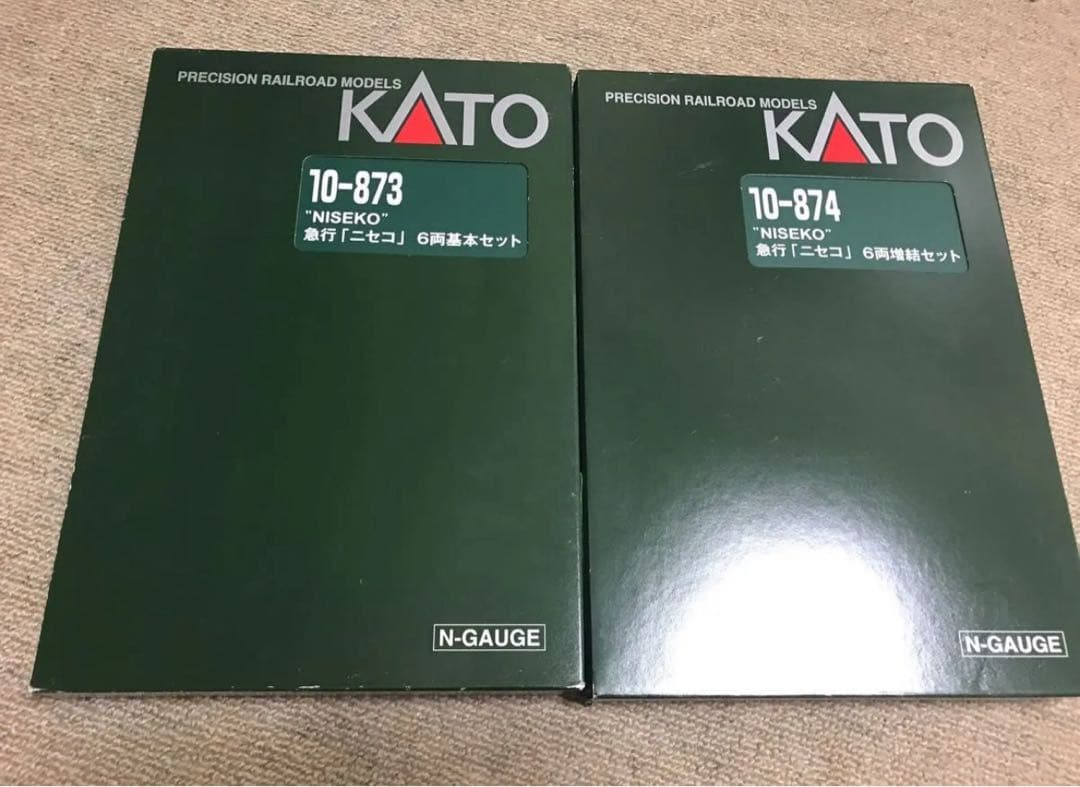 PRECISION RAILROAD MODELS
KATO
10-873
"NISEKO"
急行「ニセコ」 6両基本セット
N-GAUGE
PRECISION RAILROAD MODELS
KATO
10-874
"NISEKO"
急行「ニセコ」 6両増結セット
N-GAUGE